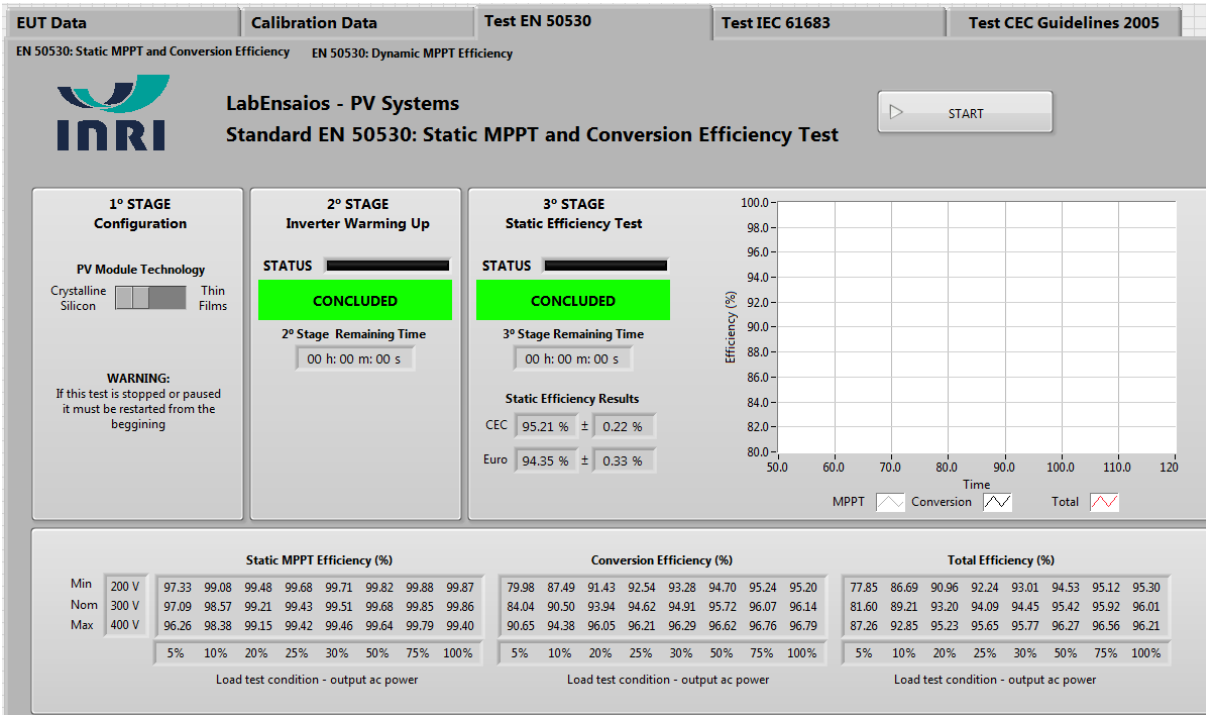 EUT Data
Calibration Data
Test EN 50530
Test IEC 61683
Test CEC Guidelines 2005
EN 50530: Static MPPT and Conversion Efficiency
EN 50530: Dynamic MPPT Efficiency
INRI
LabEnsaios - PV Systems
Standard EN 50530: Static MPPT and Conversion Efficiency Test
START
1º STAGE
Configuration
PV Module Technology
Crystalline Silicon
Thin Films
WARNING:
If this test is stopped or paused
it must be restarted from the
beggining
2º STAGE
Inverter Warming Up
STATUS
CONCLUDED
2º Stage Remaining Time
00 h: 00 m: 00 s
3º STAGE
Static Efficiency Test
STATUS
CONCLUDED
3º Stage Remaining Time
00 h: 00 m: 00 s
Static Efficiency Results
CEC 95.21 % ± 0.22 %
Euro 94.35 % ± 0.33 %
Efficiency (%)
100.0
98.0
96.0
94.0
92.0
90.0
88.0
86.0
84.0
82.0
80.0
50.0 60.0 70.0 80.0 90.0 100.0 110.0 120
Time
MPPT Conversion Total
Static MPPT Efficiency (%) Conversion Efficiency (%) Total Efficiency (%)
Min 200 V 97.33 99.08 99.48 99.68 99.71 99.82 99.88 99.87 79.98 87.49 91.43 92.54 93.28 94.70 95.24 95.20 77.85 86.69 90.96 92.24 93.01 94.53 95.12 95.30
Nom 300 V 97.09 98.57 99.21 99.43 99.51 99.68 99.85 99.86 84.04 90.50 93.94 94.62 94.91 95.72 96.07 96.14 81.60 89.21 93.20 94.09 94.45 95.42 95.92 96.01
Max 400 V 96.26 98.38 99.15 99.42 99.46 99.64 99.79 99.40 90.65 94.38 96.05 96.21 96.29 96.62 96.76 96.79 87.26 92.85 95.23 95.65 95.77 96.27 96.56 96.21
5% 10% 20% 25% 30% 50% 75% 100% 5% 10% 20% 25% 30% 50% 75% 100% 5% 10% 20% 25% 30% 50% 75% 100%
Load test condition - output ac power Load test condition - output ac power Load test condition - output ac power